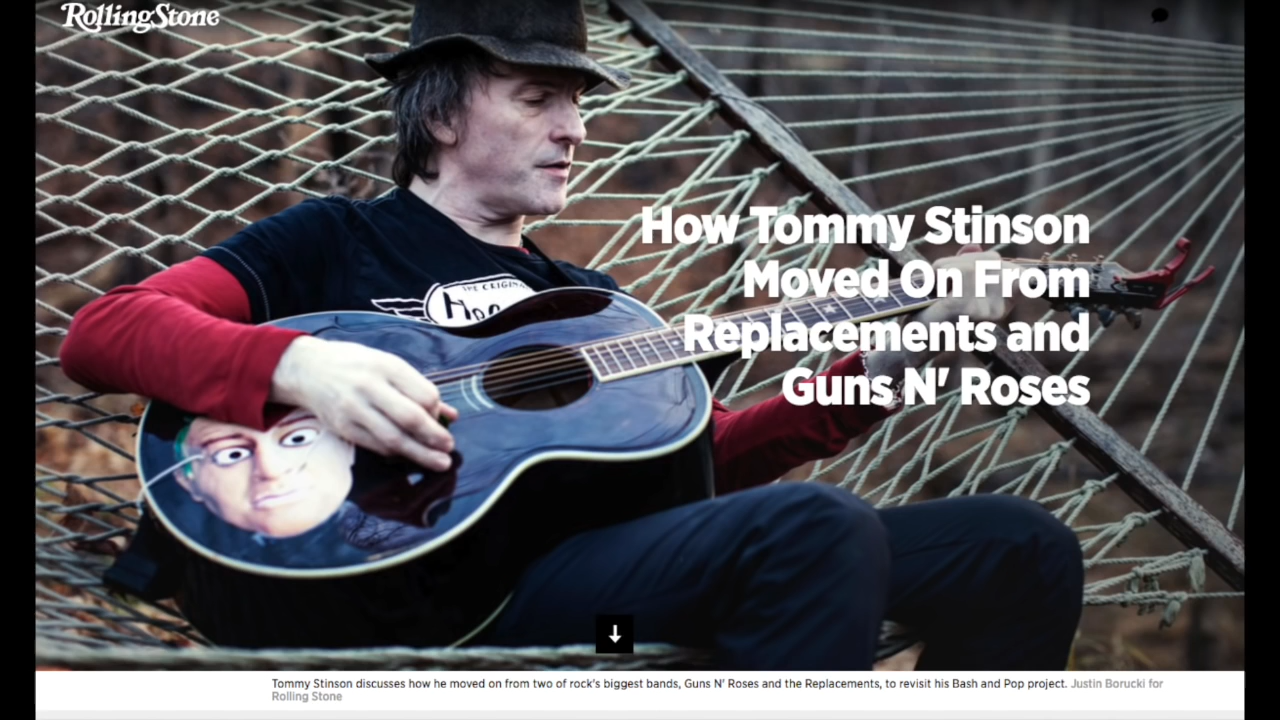 RollingStone
How Tommy Stinson
Moved On From
Replacements and
Guns N' Roses
THE ORIGINAL
Tommy Stinson discusses how he moved on from two of rock's biggest bands, Guns N' Roses and the Replacements, to revisit his Bash and Pop project. Justin Borucki for
Rolling Stone